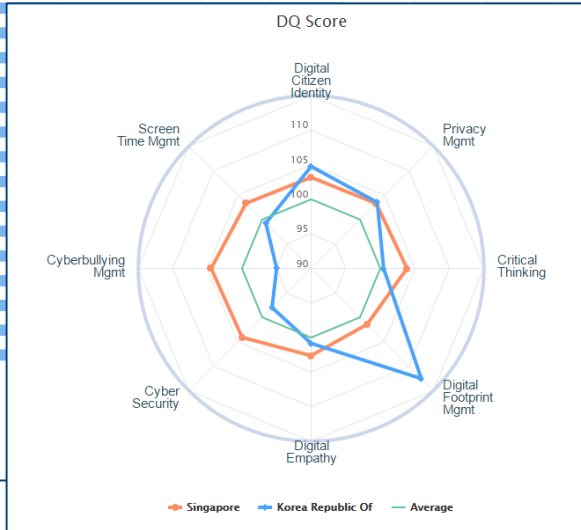 DQ Score
Digital
Citizen
Identity
Screen
Time Mgmt
Privacy
Mgmt
110
105
100
95
90
Cyberbullying
Mgmt
Critical
Thinking
Cyber
Security
Digital
Footprint
Mgmt
Digital
Empathy
Singapore
Korea Republic Of
Average